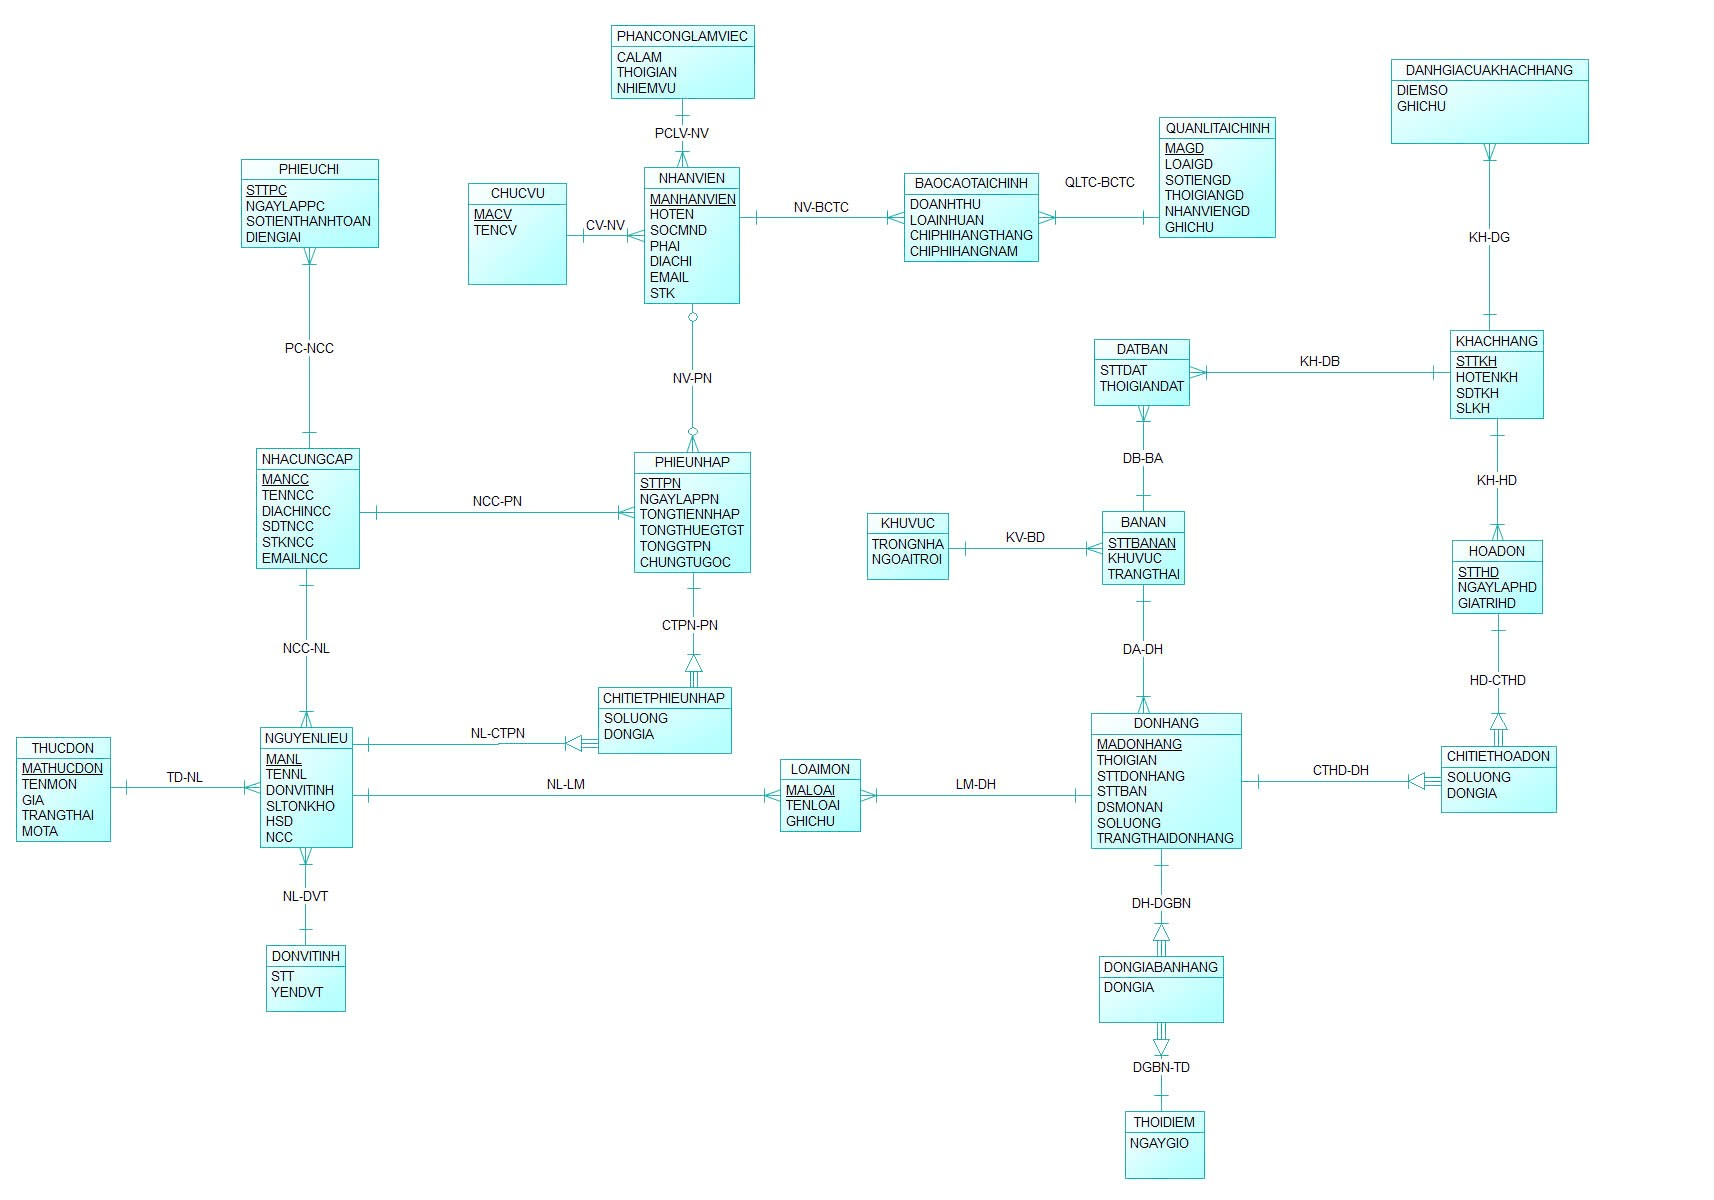 PHANCONGLAMVIEC
CALAM
THOIGIAN
NHIEMVU
PCLV-NV
DANHGIACUAKHACHHANG
DIEMSO
GHICHU
KH-DG
QUANLITAICHINH
MAGD
LOAIGD
SOTIENGD
THOIGIANGD
NHANVIENGD
GHICHU
QLTC-BCTC
BAOCAOTAICHINH
DOANHTHU
LOAINHUAN
CHIPHIHANGTHANG
CHIPHIHANGNAM
NV-BCTC
NHANVIEN
MANHANVIEN
HOTEN
SOCMND
PHAI
DIACHI
EMAIL
STK
CV-NV
CHUCVU
MACV
TENCV
PHIEUCHI
STTPC
NGAYLAPPC
SOTIENTHANHTOAN
DIENGIAI
PC-NCC
NV-PN
DATBAN
STTDAT
THOIGIANDAT
KH-DB
KHACHHANG
STTKH
HOTENKH
SDTKH
SLKH
NHACUNGCAP
MANCC
TENNCC
DIACHINCC
SDTNCC
STKNCC
EMAILNCC
NCC-PN
PHIEUNHAP
STTPN
NGAYLAPPN
TONGTIENNHAP
TONGTHUEGTGT
TONGGTPN
CHUNGTUGOC
DB-BA
KH-HD
KHUVUC
TRONGNHA
NGOAITROI
KV-BD
BANAN
STTBANAN
KHUVUC
TRANGTHAI
HOADON
STTHD
NGAYLAPHD
GIATRIHD
NCC-NL
CTPN-PN
DA-DH
HD-CTHD
CHITIETPHIEUNHAP
SOLUONG
DONGIA
NL-CTPN
THUCDON
MATHUCDON
TENMON
GIA
TRANGTHAI
MOTA
TD-NL
NGUYENLIEU
MANL
TENNL
DONVITINH
SLTONKHO
HSD
NCC
NL-LM
LOAIMON
MALOAI
TENLOAI
GHICHU
LM-DH
DONHANG
MADONHANG
THOIGIAN
STTDONHANG
STTBAN
DSMONAN
SOLUONG
TRANGTHAIDONHANG
CTHD-DH
CHITIETHOADON
SOLUONG
DONGIA
NL-DVT
DONVITINH
STT
YENDVT
DH-DGBN
DONGIABANHANG
DONGIA
DGBN-TD
THOIDIEM
NGAYGIO